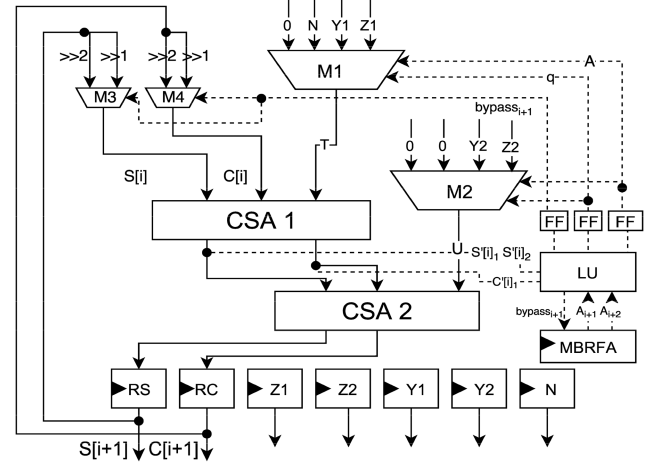 0 N Y1 Z1
>>2 >>1 >>2 >>1
M1
A
q
M3 M4
bypassi+1
0 0 Y2 Z2
T
S[i] C[i]
M2
FF FF FF
CSA 1
U S'[i]1 S'[i]2
LU
C'[i]1
CSA 2
bypassi+1 Ai+1 Ai+2
MBRFA
RS RC Z1 Z2 Y1 Y2 N
S[i+1] C[i+1]